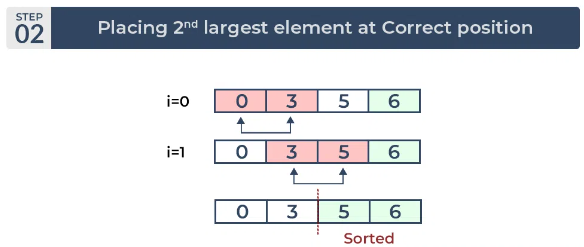 STEP
02
Placing 2nd largest element at Correct position
i=0 0 3 5 6
i=1 0 3 5 6
0 3 5 6
Sorted